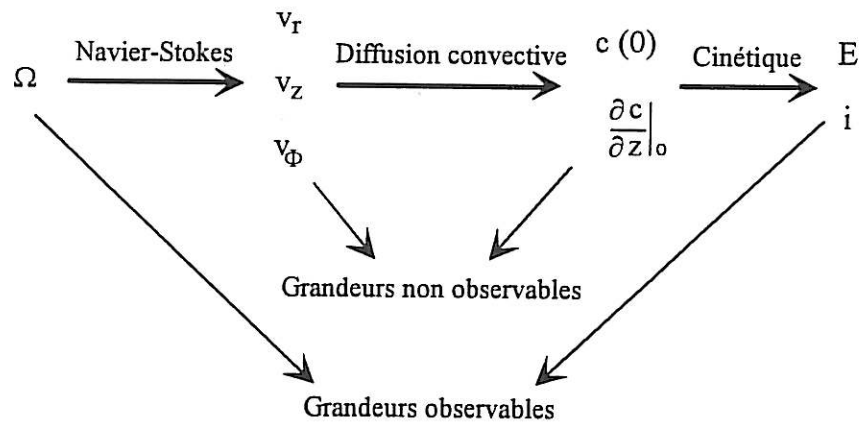 Ω
Navier-Stokes
v_r
v_z
v_Φ
Diffusion convective
c (0)
∂c/∂z|₀
Cinétique
E
i
Grandeurs non observables
Grandeurs observables